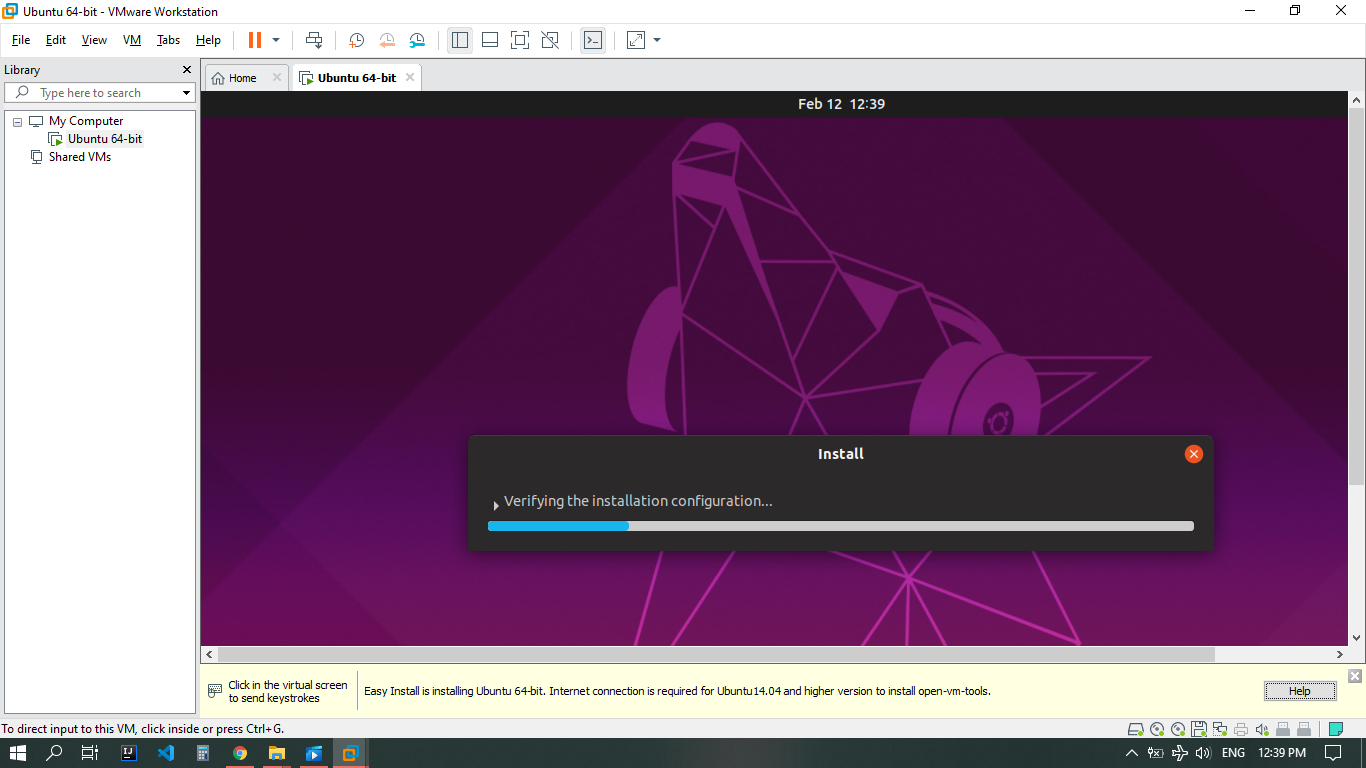 Ubuntu 64-bit - VMware Workstation
File Edit View VM Tabs Help
Library
Type here to search
My Computer
Ubuntu 64-bit
Shared VMs
Home
Ubuntu 64-bit
Feb 12 12:39
Install
Verifying the installation configuration...
Click in the virtual screen
to send keystrokes
Easy Install is installing Ubuntu 64-bit. Internet connection is required for Ubuntu14.04 and higher version to install open-vm-tools.
Help
To direct input to this VM, click inside or press Ctrl+G.
IJ
ENG
12:39 PM